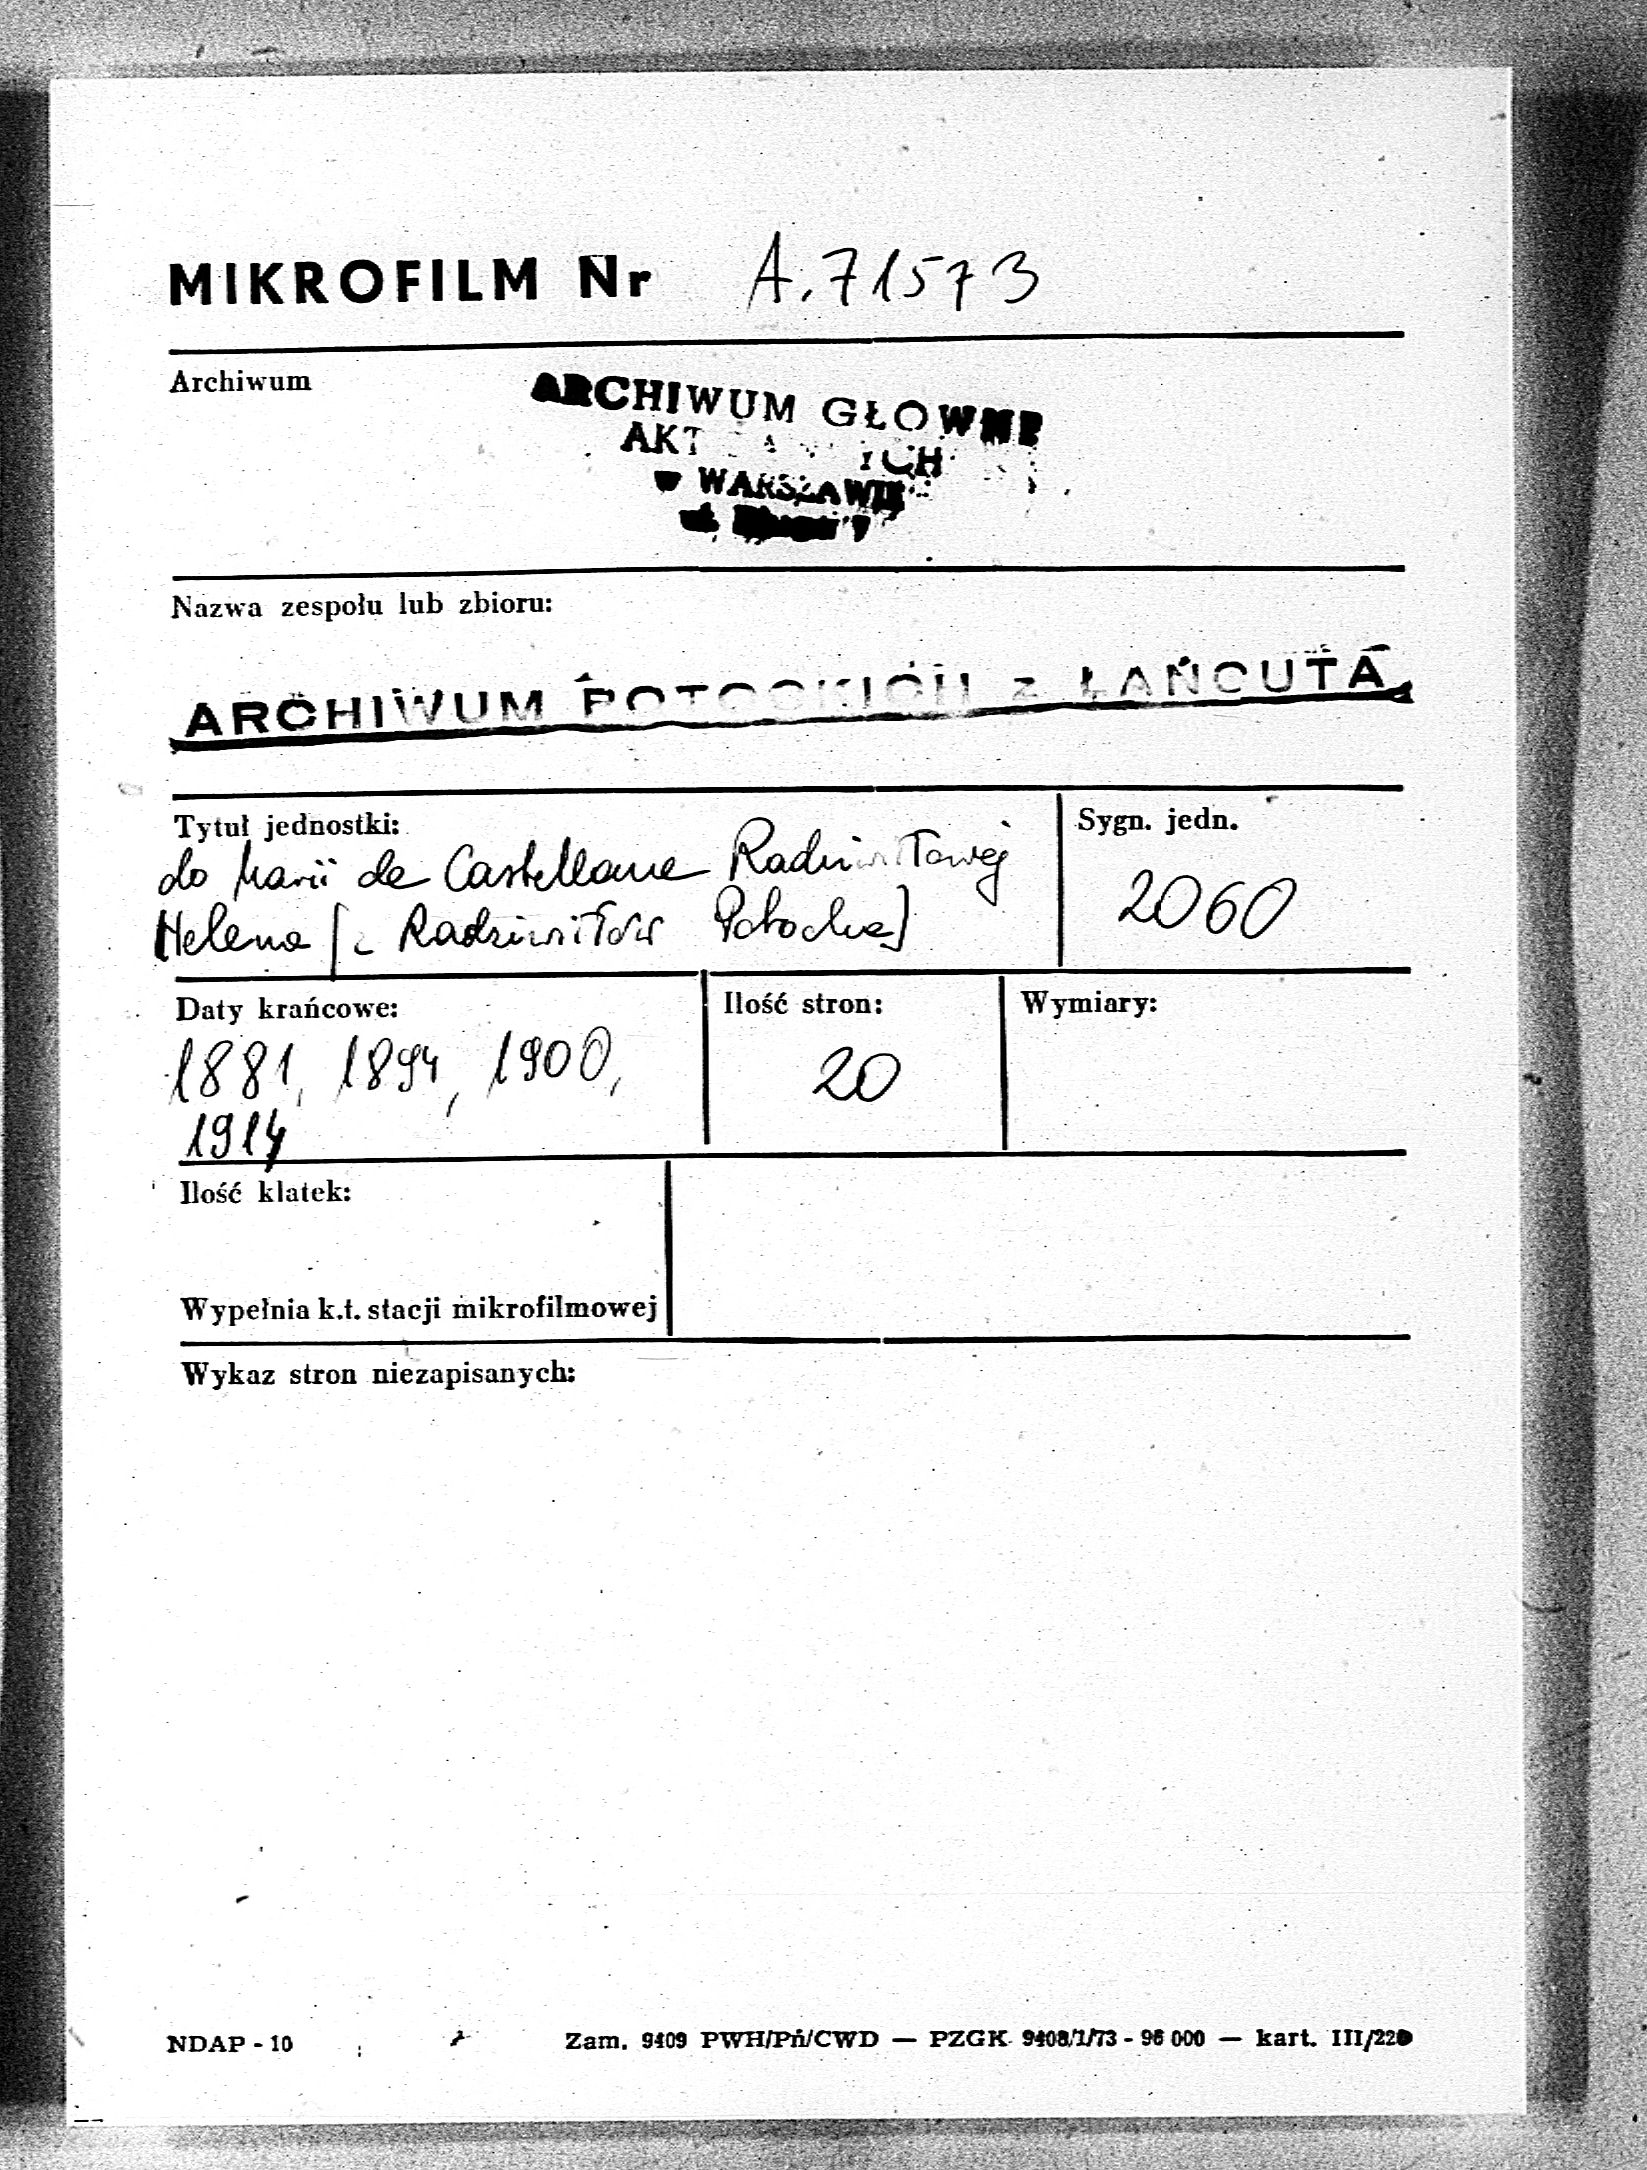 MIKROFILM Nr A.71573
Archiwum
ARCHIWUM GŁOWNE
AKT
w WARSZAWIE
Nazwa zespołu lub zbioru:
ARCHIWUM POTOCKICH z ŁAŃCUTA
Tytuł jednostki:
Sygn. jedn.
do Marii de Castellane Radziwiłłowej
2060
Helena [z Radziwiłłów Potocka]
Daty krańcowe:
Ilość stron:
Wymiary:
1881, 1894, 1900,
20
1914
Ilość klatek:
Wypełnia k.t. stacji mikrofilmowej
Wykaz stron niezapisanych:
NDAP - 10
Zam. 9409 PWH/Pń/CWD — PZGK 9408/1/73 - 96 000 — kart. III/220